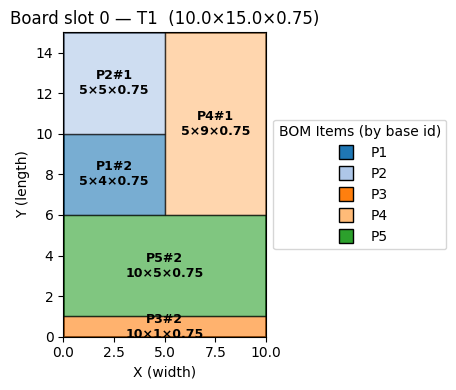 Board slot 0 — T1  (10.0×15.0×0.75)
Y (length)
14
12
10
8
6
4
2
0
P2#1
5×5×0.75
P4#1
5×9×0.75
P1#2
5×4×0.75
P5#2
10×5×0.75
P3#2
10×1×0.75
0.0 2.5 5.0 7.5 10.0
X (width)
BOM Items (by base id)
P1
P2
P3
P4
P5